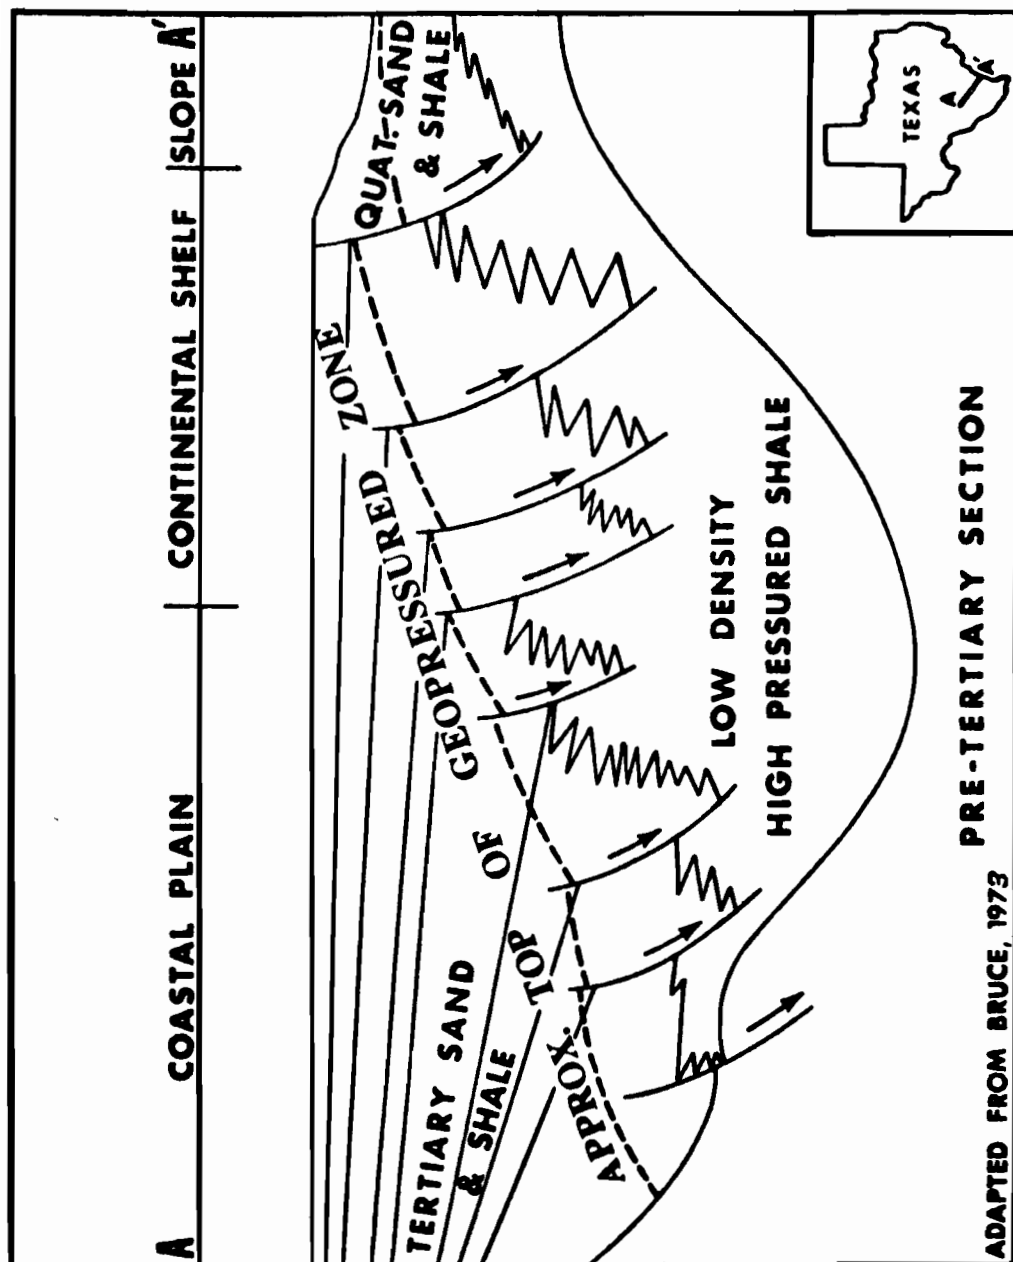 A
COASTAL PLAIN
CONTINENTAL SHELF
SLOPE
A'
QUAT. SAND
& SHALE
TERTIARY SAND
& SHALE
APPROX. TOP OF GEOPRESSURED ZONE
LOW DENSITY
HIGH PRESSURED SHALE
PRE-TERTIARY SECTION
TEXAS
A
A'
ADAPTED FROM BRUCE, 1973